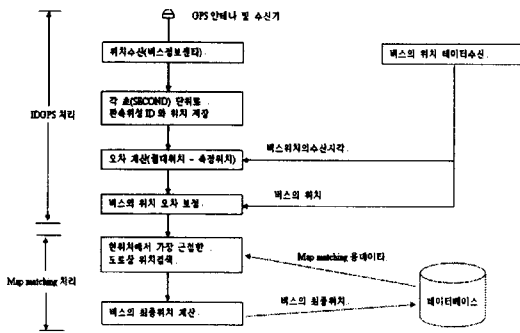 GPS 안테나 및 수신기
위치수신(버스정보센타)
버스의 위치 데이타수신
각 초(SECOND) 단위로
관측위성 ID와 위치 저장
IDGPS 처리
버스위치의수신시각
오차 계산(절대위치 - 측정위치)
버스의 위치
버스의 위치 오차 보정
현위치에서 가장 근접한
도로상 위치검색
Map matching 용데이타
Map matching 처리
데이터베이스
버스의 최종위치
버스의 최종위치 계산